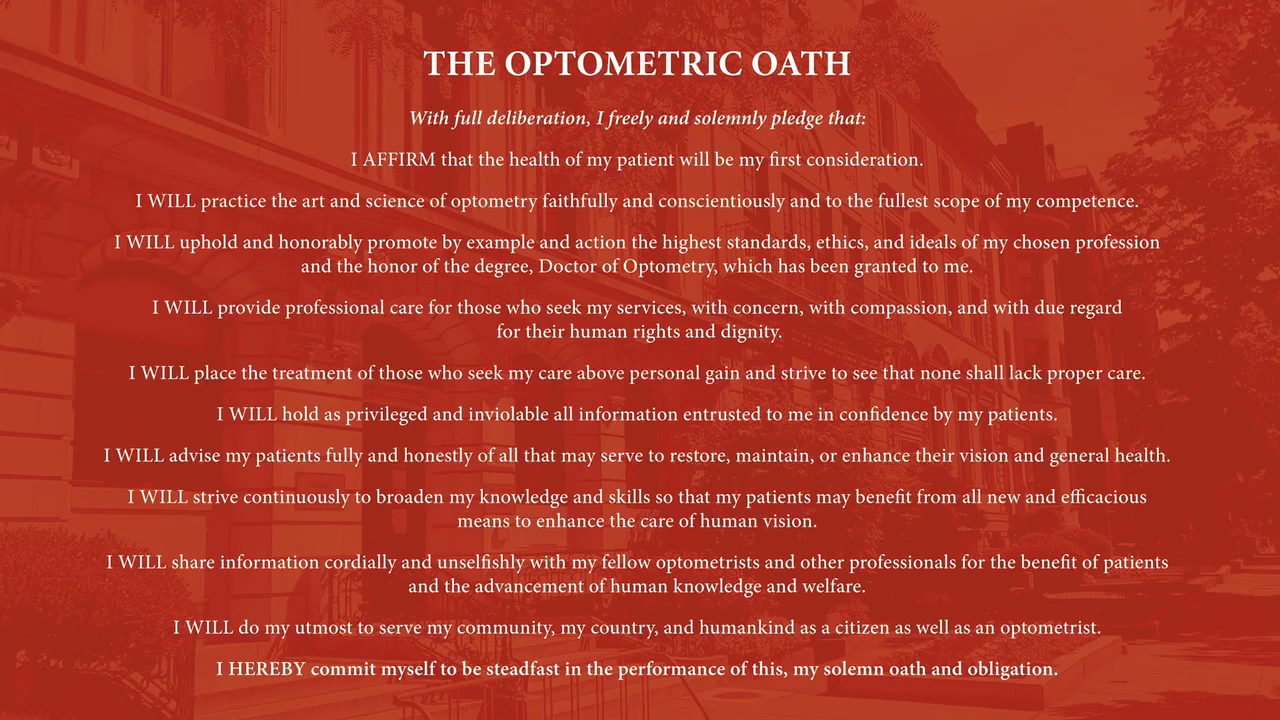 THE OPTOMETRIC OATH
With full deliberation, I freely and solemnly pledge that:
I AFFIRM that the health of my patient will be my first consideration.
I WILL practice the art and science of optometry faithfully and conscientiously and to the fullest scope of my competence.
I WILL uphold and honorably promote by example and action the highest standards, ethics, and ideals of my chosen profession
and the honor of the degree, Doctor of Optometry, which has been granted to me.
I WILL provide professional care for those who seek my services, with concern, with compassion, and with due regard
for their human rights and dignity.
I WILL place the treatment of those who seek my care above personal gain and strive to see that none shall lack proper care.
I WILL hold as privileged and inviolable all information entrusted to me in confidence by my patients.
I WILL advise my patients fully and honestly of all that may serve to restore, maintain, or enhance their vision and general health.
I WILL strive continuously to broaden my knowledge and skills so that my patients may benefit from all new and efficacious
means to enhance the care of human vision.
I WILL share information cordially and unselfishly with my fellow optometrists and other professionals for the benefit of patients
and the advancement of human knowledge and welfare.
I WILL do my utmost to serve my community, my country, and humankind as a citizen as well as an optometrist.
I HEREBY commit myself to be steadfast in the performance of this, my solemn oath and obligation.